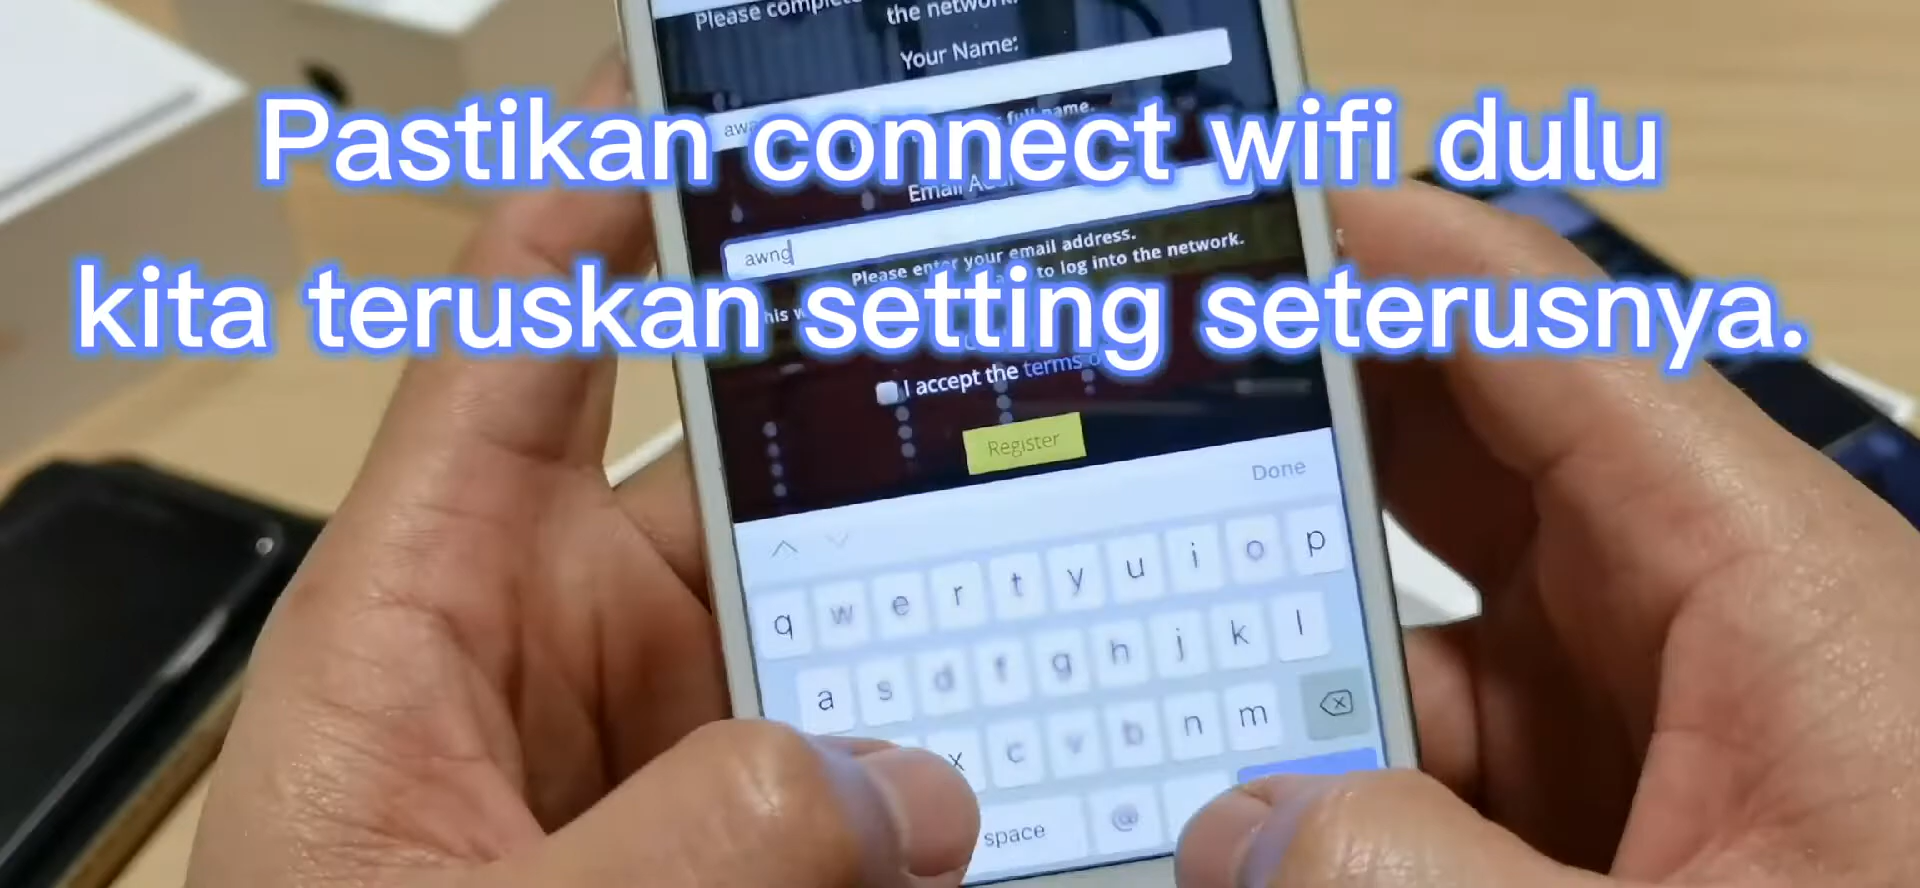 Please complete
the network.
Your Name:
full name.
Pastikan connect wifi dulu
Email
awng
Please enter your email address.
to log into the network.
kita teruskan setting seterusnya.
I accept the terms
Register
Done
q w e r t y u i o p
a s d f g h j k l
x c v b n m
space @